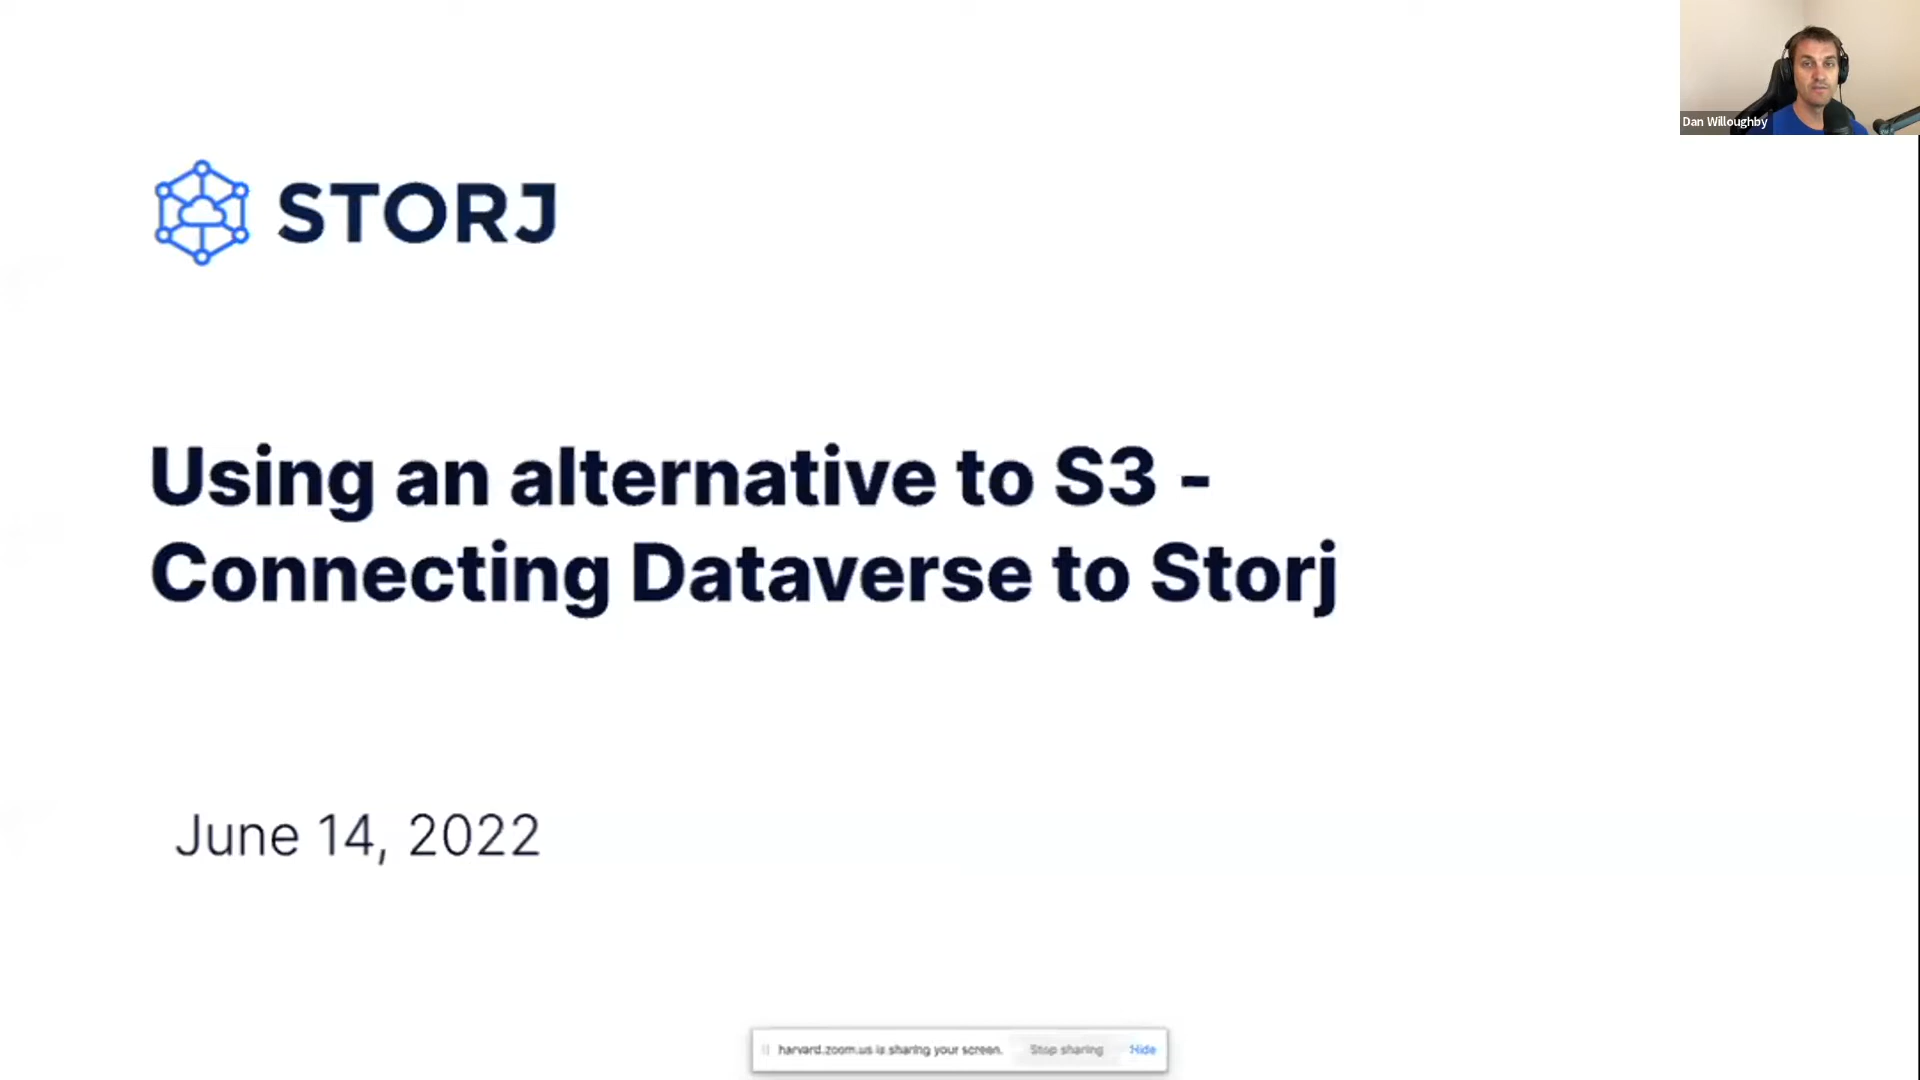 Dan Willoughby
STORJ
Using an alternative to S3 -
Connecting Dataverse to Storj
June 14, 2022
harvard.zoom.us is sharing your screen. Stop sharing Hide